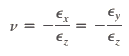 ν = − ϵx/ϵz = − ϵy/ϵz